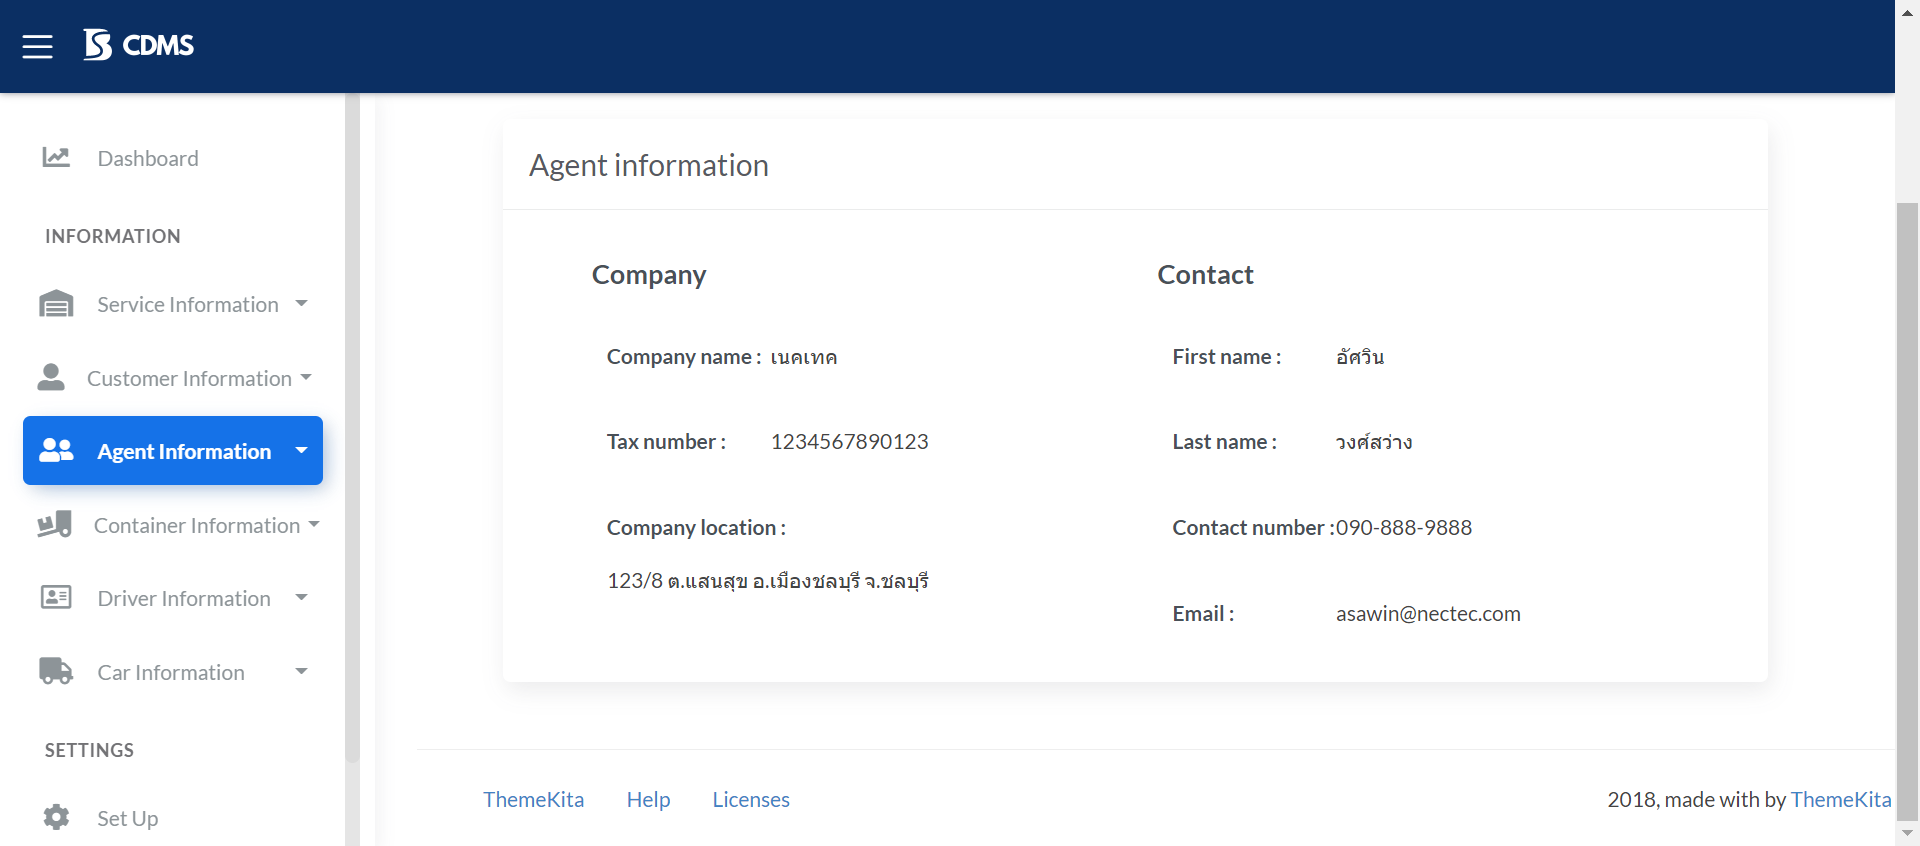 CDMS
Dashboard
INFORMATION
Service Information
Customer Information
Agent Information
Container Information
Driver Information
Car Information
SETTINGS
Set Up
Agent information
Company
Company name : เนคเทค
Tax number : 1234567890123
Company location :
123/8 ต.แสนสุข อ.เมืองชลบุรี จ.ชลบุรี
Contact
First name : อัศวิน
Last name : วงศ์สว่าง
Contact number :090-888-9888
Email : asawin@nectec.com
ThemeKita Help Licenses
2018, made with by ThemeKita